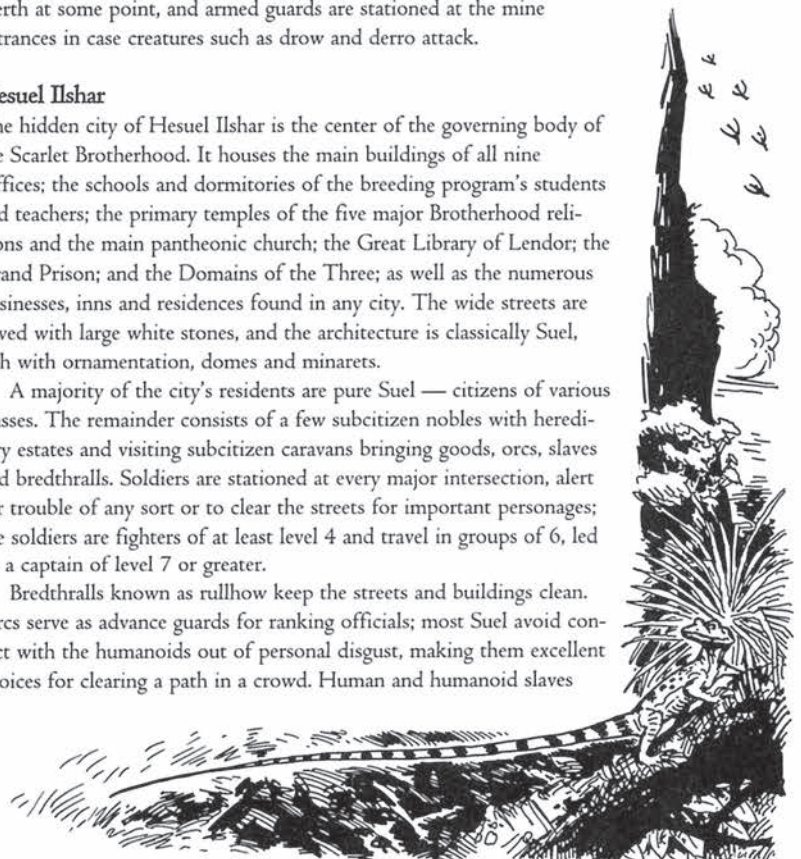 erth at some point, and armed guards are stationed at the mine
trances in case creatures such as drow and derro attack.
esuel Ilshar
he hidden city of Hesuel Ilshar is the center of the governing body of
e Scarlet Brotherhood. It houses the main buildings of all nine
ffices; the schools and dormitories of the breeding program's students
d teachers; the primary temples of the five major Brotherhood reli-
ons and the main pantheonic church; the Great Library of Lendor; the
rand Prison; and the Domains of the Three; as well as the numerous
sinesses, inns and residences found in any city. The wide streets are
ved with large white stones, and the architecture is classically Suel,
h with ornamentation, domes and minarets.
A majority of the city's residents are pure Suel — citizens of various
sses. The remainder consists of a few subcitizen nobles with heredi-
ry estates and visiting subcitizen caravans bringing goods, orcs, slaves
d bredthralls. Soldiers are stationed at every major intersection, alert
r trouble of any sort or to clear the streets for important personages;
e soldiers are fighters of at least level 4 and travel in groups of 6, led
a captain of level 7 or greater.
Bredthralls known as rullhow keep the streets and buildings clean.
rcs serve as advance guards for ranking officials; most Suel avoid con-
ct with the humanoids out of personal disgust, making them excellent
oices for clearing a path in a crowd. Human and humanoid slaves